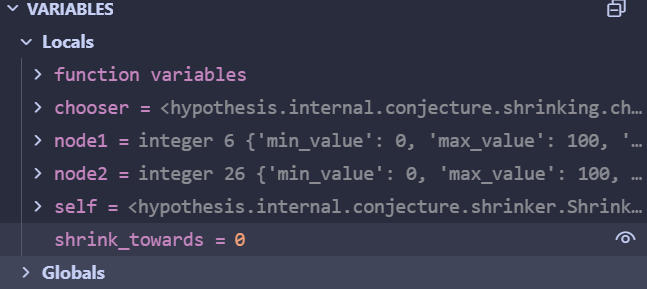 VARIABLES
Locals
function variables
chooser = <hypothesis.internal.conjecture.shrinking.ch…
node1 = integer 6 {'min_value': 0, 'max_value': 100, '…
node2 = integer 26 {'min_value': 0, 'max_value': 100, …
self = <hypothesis.internal.conjecture.shrinker.Shrink…
shrink_towards = 0
Globals